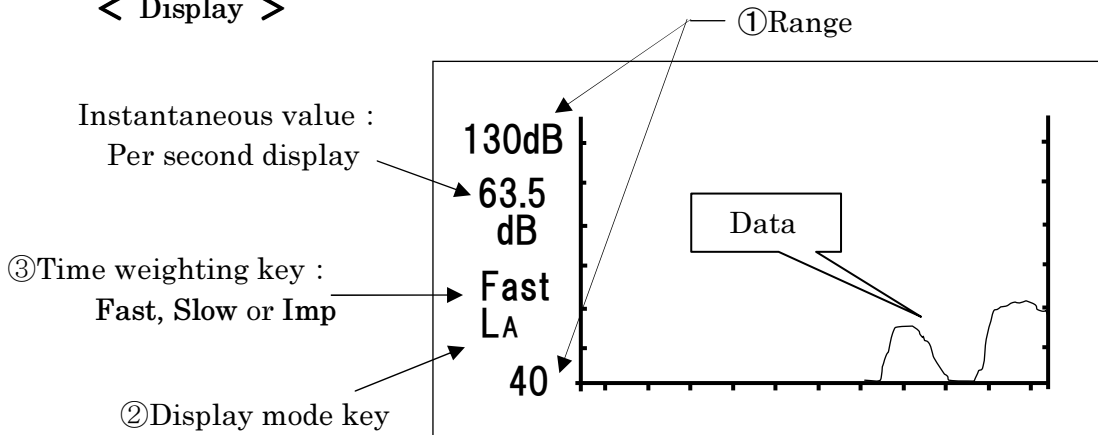 < Display >
①Range
Instantaneous value :
Per second display
130dB
63.5
dB
Data
③Time weighting key :
Fast, Slow or Imp
Fast
LA
40
②Display mode key